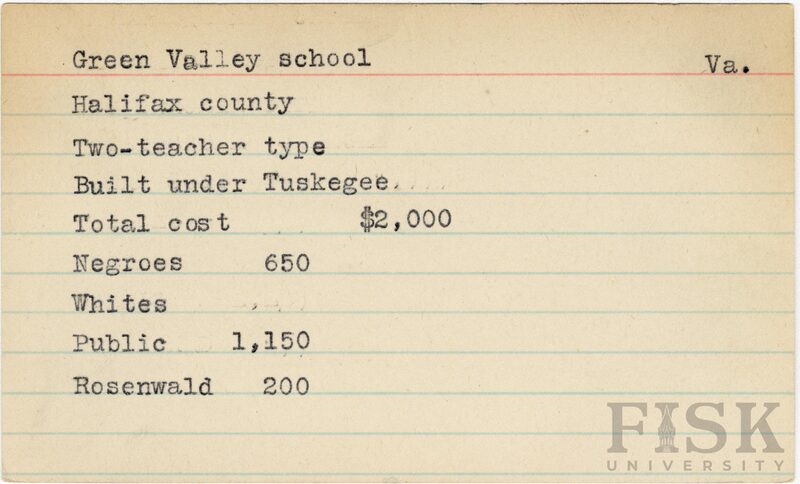 Green Valley school Va.
Halifax county
Two-teacher type
Built under Tuskegee.
Total cost $2,000
Negroes 650
Whites
Public 1,150
Rosenwald 200
FISK
UNIVERSITY